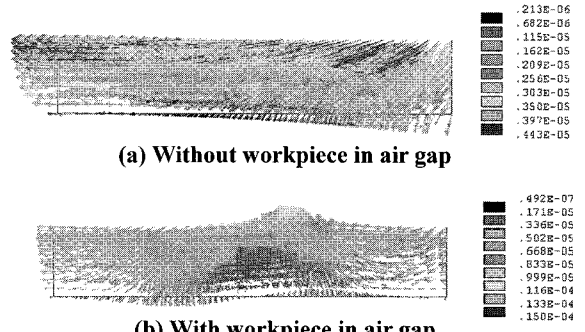 .213E-06
.682E-06
.115E-05
.162E-05
.209E-05
.256E-05
.303E-05
.350E-05
.397E-05
.443E-05
(a) Without workpiece in air gap
.492E-07
.171E-05
.336E-05
.502E-05
.668E-05
.833E-05
.999E-05
.116E-04
.133E-04
.150E-04
(b) With workpiece in air gap